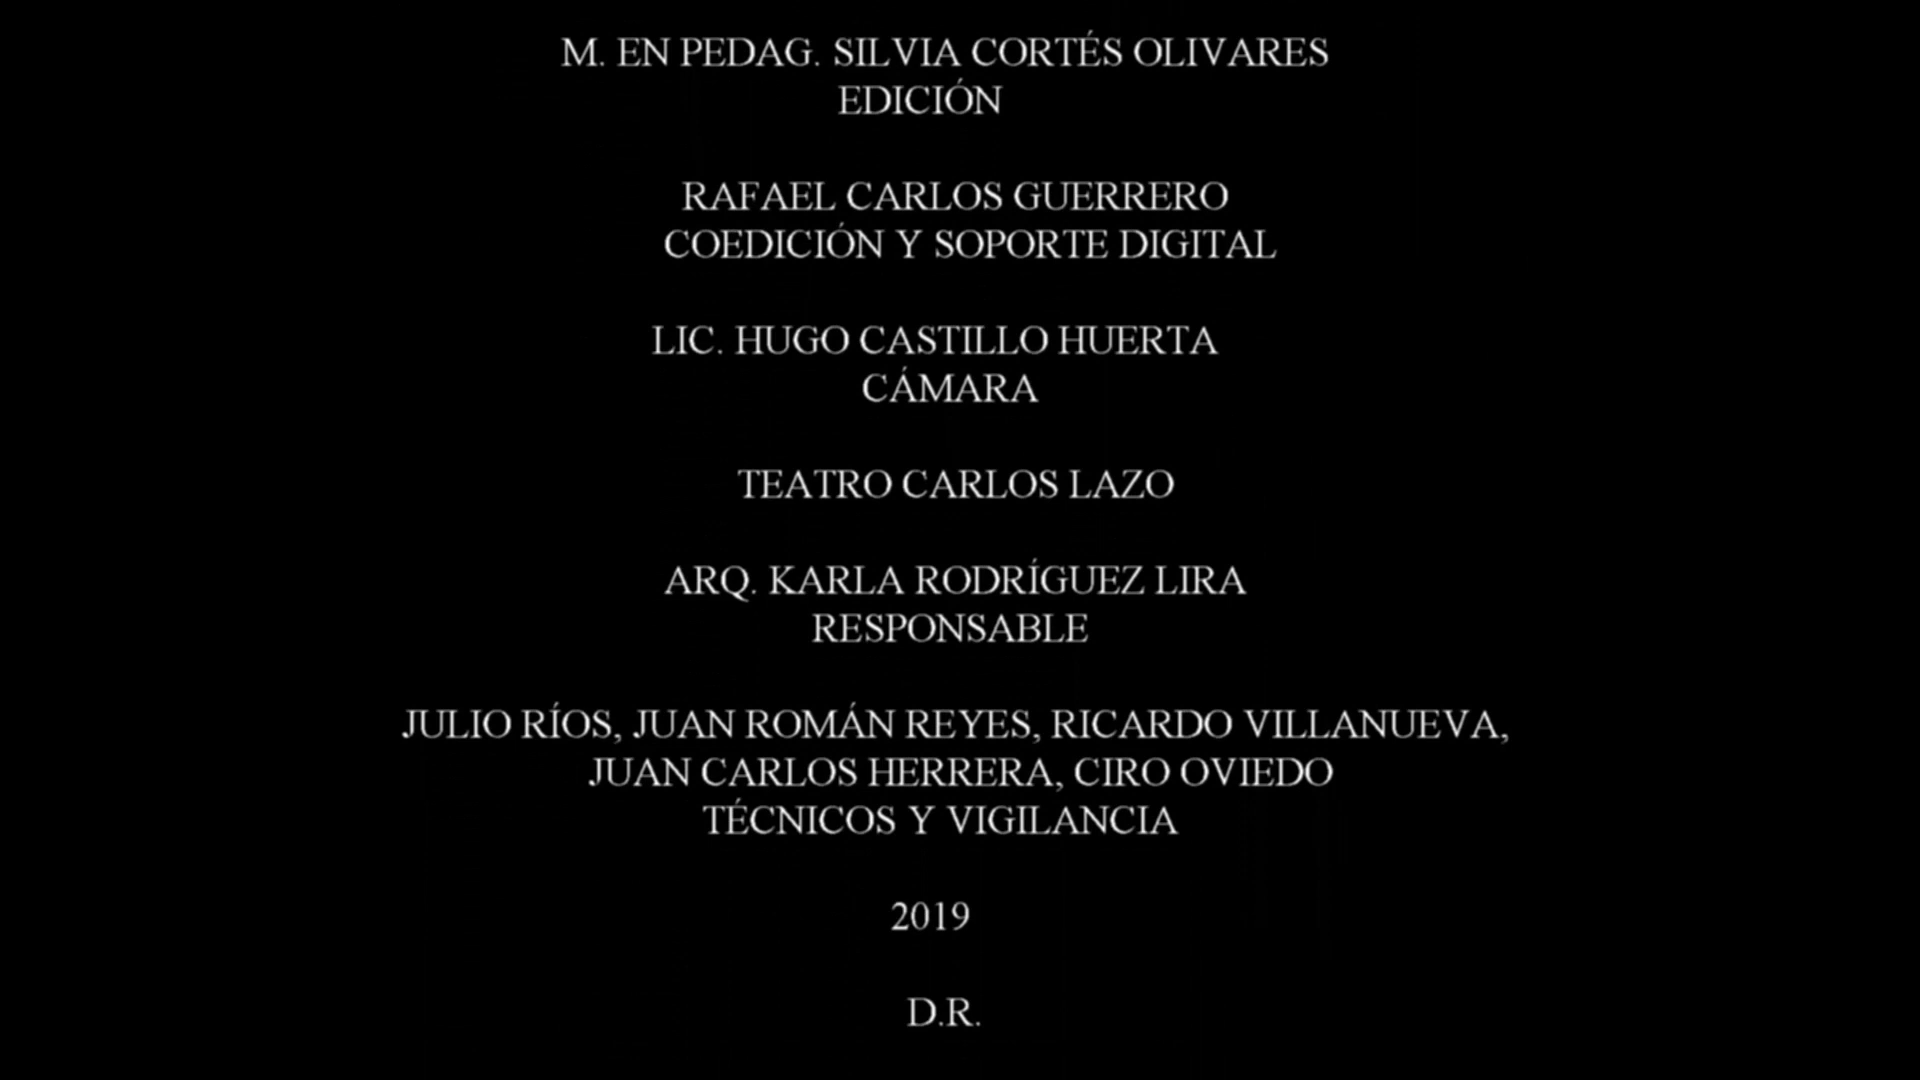 M. EN PEDAG. SILVIA CORTÉS OLIVARES
EDICIÓN
RAFAEL CARLOS GUERRERO
COEDICIÓN Y SOPORTE DIGITAL
LIC. HUGO CASTILLO HUERTA
CÁMARA
TEATRO CARLOS LAZO
ARQ. KARLA RODRÍGUEZ LIRA
RESPONSABLE
JULIO RÍOS, JUAN ROMÁN REYES, RICARDO VILLANUEVA,
JUAN CARLOS HERRERA, CIRO OVIEDO
TÉCNICOS Y VIGILANCIA
2019
D.R.